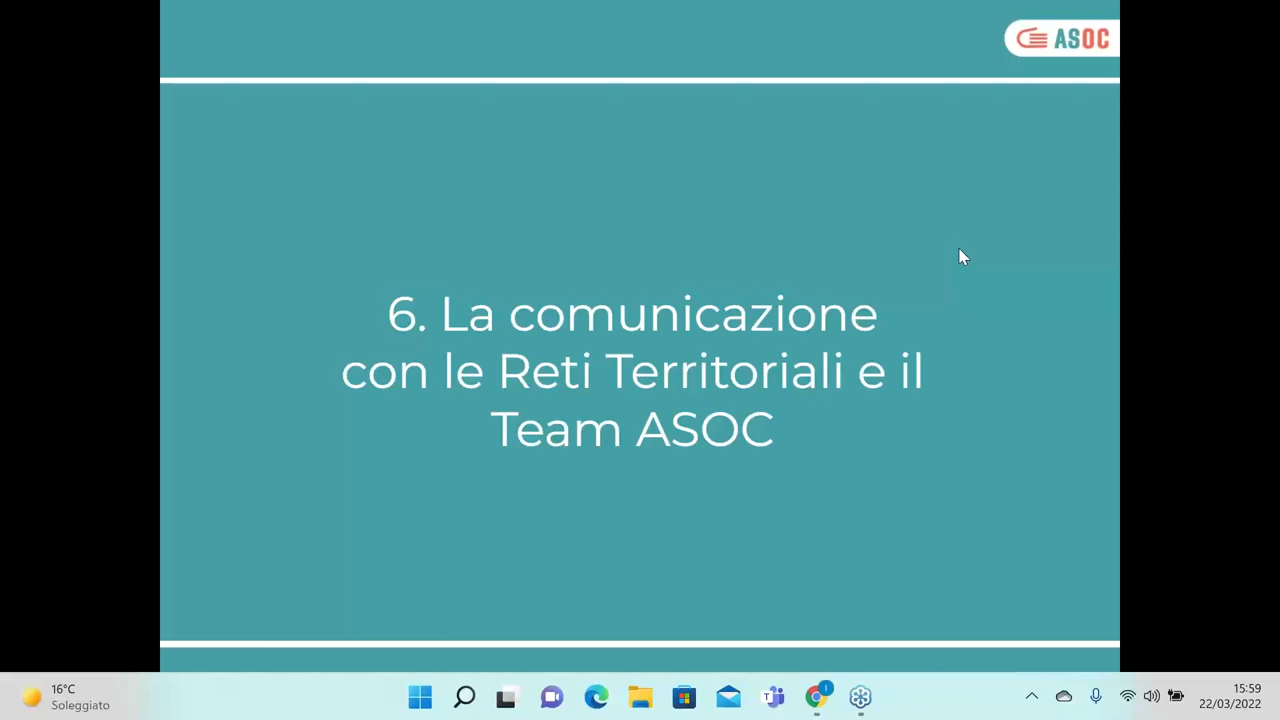 ASOC
6. La comunicazione
con le Reti Territoriali e il
Team ASOC
16°C
Soleggiato
15:59
22/03/2022